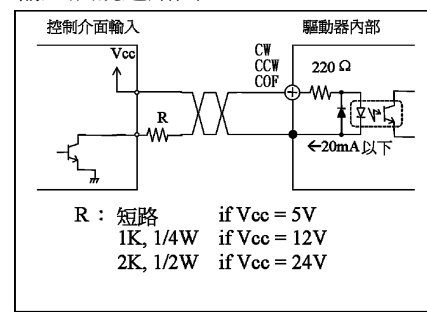 控制介面輸入 驅動器內部
Vcc
CW
CCW
COF
220 Ω
R
←20mA 以下
R : 短路 if Vcc = 5V
1K, 1/4W if Vcc = 12V
2K, 1/2W if Vcc = 24V